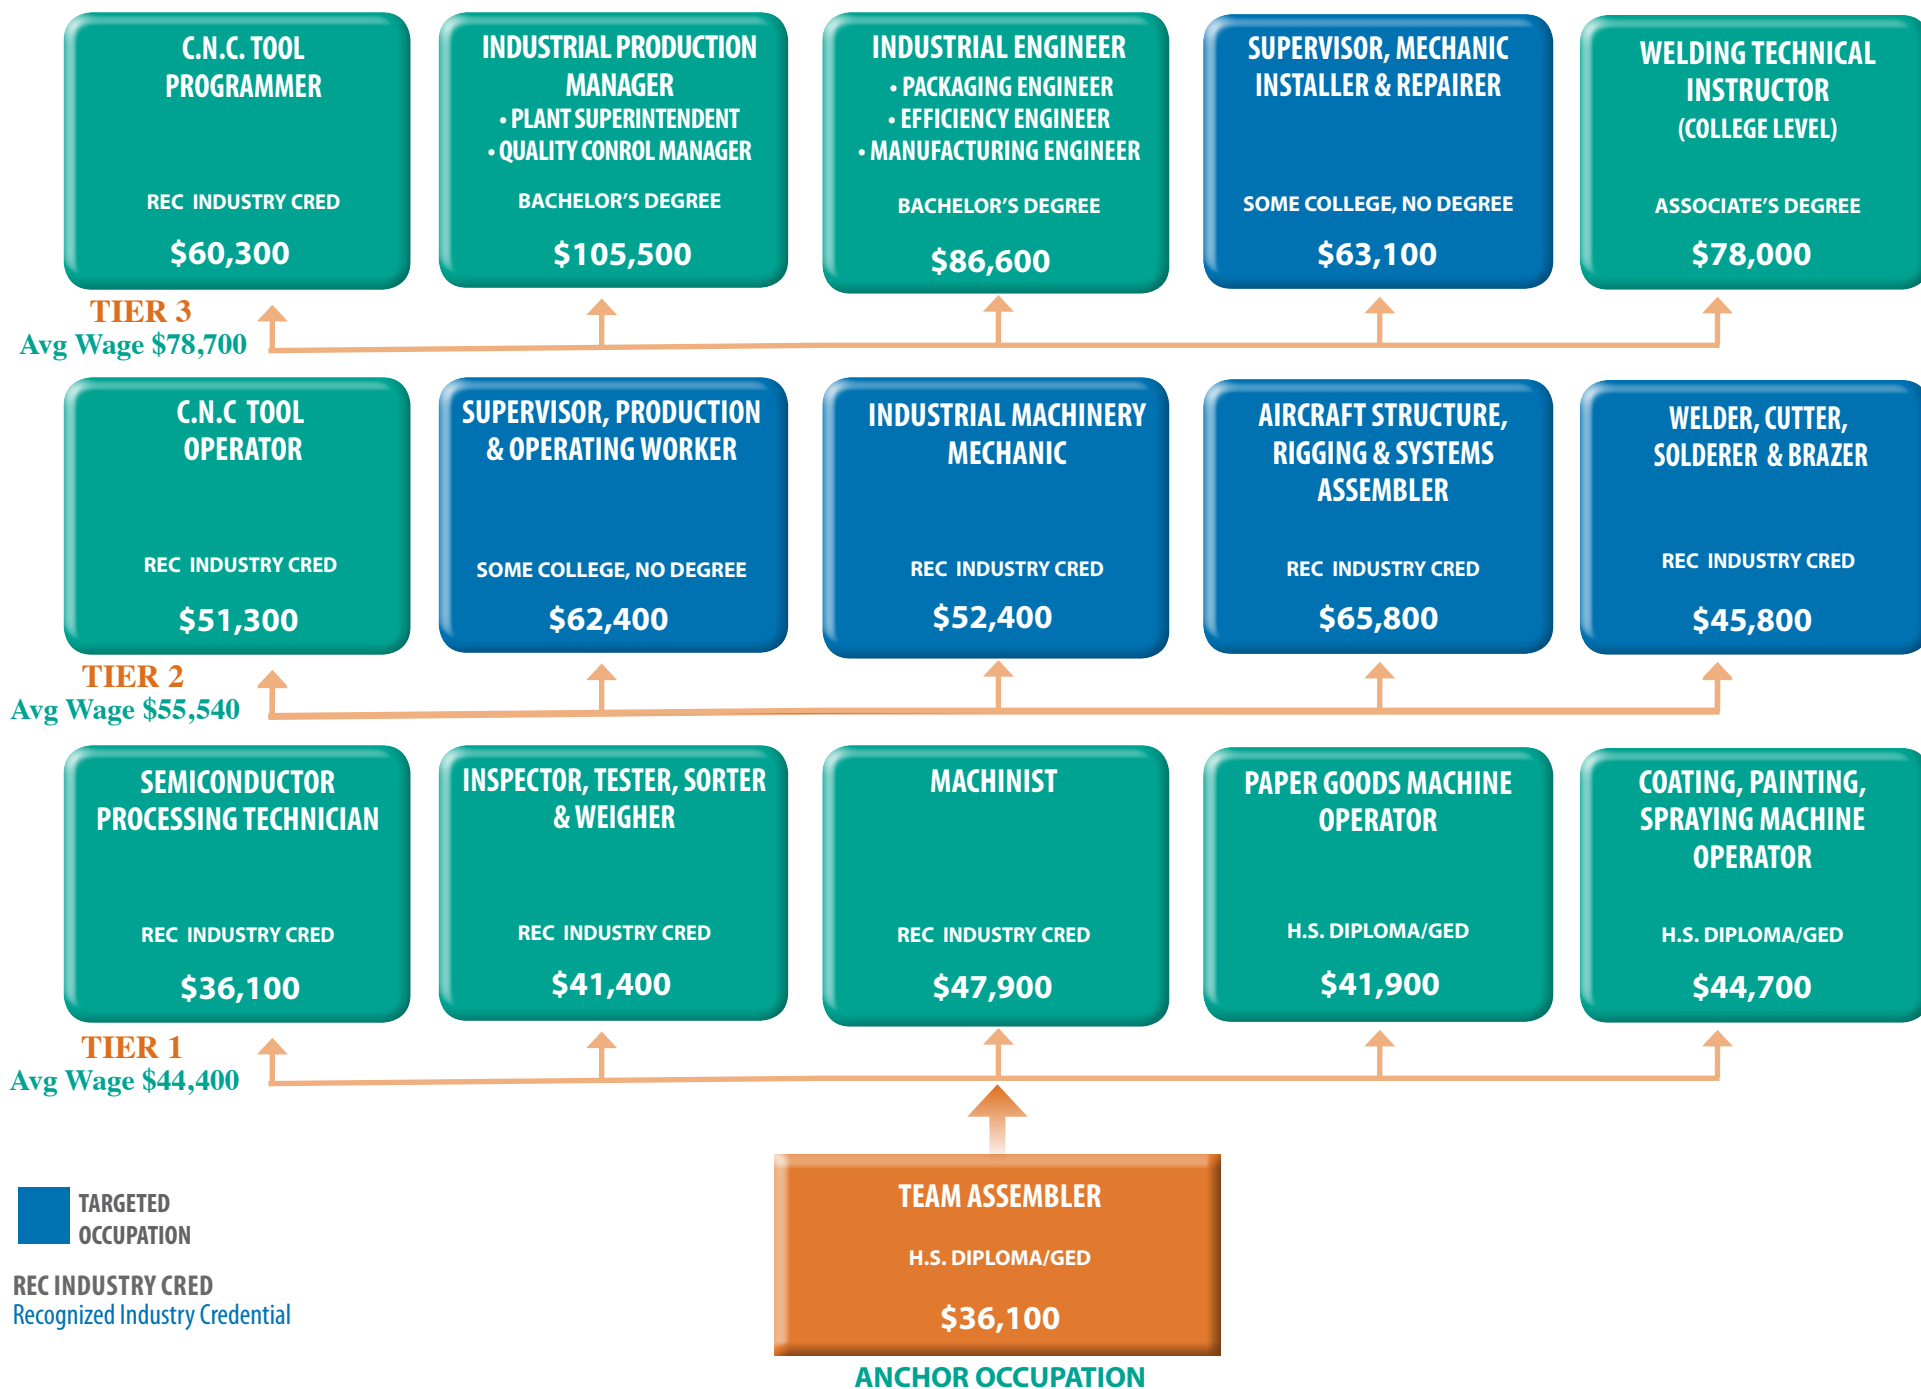 C.N.C. TOOL
PROGRAMMER
REC INDUSTRY CRED
$60,300
INDUSTRIAL PRODUCTION
MANAGER
• PLANT SUPERINTENDENT
• QUALITY CONROL MANAGER
BACHELOR'S DEGREE
$105,500
INDUSTRIAL ENGINEER
• PACKAGING ENGINEER
• EFFICIENCY ENGINEER
• MANUFACTURING ENGINEER
BACHELOR'S DEGREE
$86,600
SUPERVISOR, MECHANIC
INSTALLER & REPAIRER
SOME COLLEGE, NO DEGREE
$63,100
WELDING TECHNICAL
INSTRUCTOR
(COLLEGE LEVEL)
ASSOCIATE'S DEGREE
$78,000
TIER 3
Avg Wage $78,700
C.N.C TOOL
OPERATOR
REC INDUSTRY CRED
$51,300
SUPERVISOR, PRODUCTION
& OPERATING WORKER
SOME COLLEGE, NO DEGREE
$62,400
INDUSTRIAL MACHINERY
MECHANIC
REC INDUSTRY CRED
$52,400
AIRCRAFT STRUCTURE,
RIGGING & SYSTEMS
ASSEMBLER
REC INDUSTRY CRED
$65,800
WELDER, CUTTER,
SOLDERER & BRAZER
REC INDUSTRY CRED
$45,800
TIER 2
Avg Wage $55,540
SEMICONDUCTOR
PROCESSING TECHNICIAN
REC INDUSTRY CRED
$36,100
INSPECTOR, TESTER, SORTER
& WEIGHER
REC INDUSTRY CRED
$41,400
MACHINIST
REC INDUSTRY CRED
$47,900
PAPER GOODS MACHINE
OPERATOR
H.S. DIPLOMA/GED
$41,900
COATING, PAINTING,
SPRAYING MACHINE
OPERATOR
H.S. DIPLOMA/GED
$44,700
TIER 1
Avg Wage $44,400
TEAM ASSEMBLER
H.S. DIPLOMA/GED
$36,100
ANCHOR OCCUPATION
TARGETED
OCCUPATION
REC INDUSTRY CRED
Recognized Industry Credential